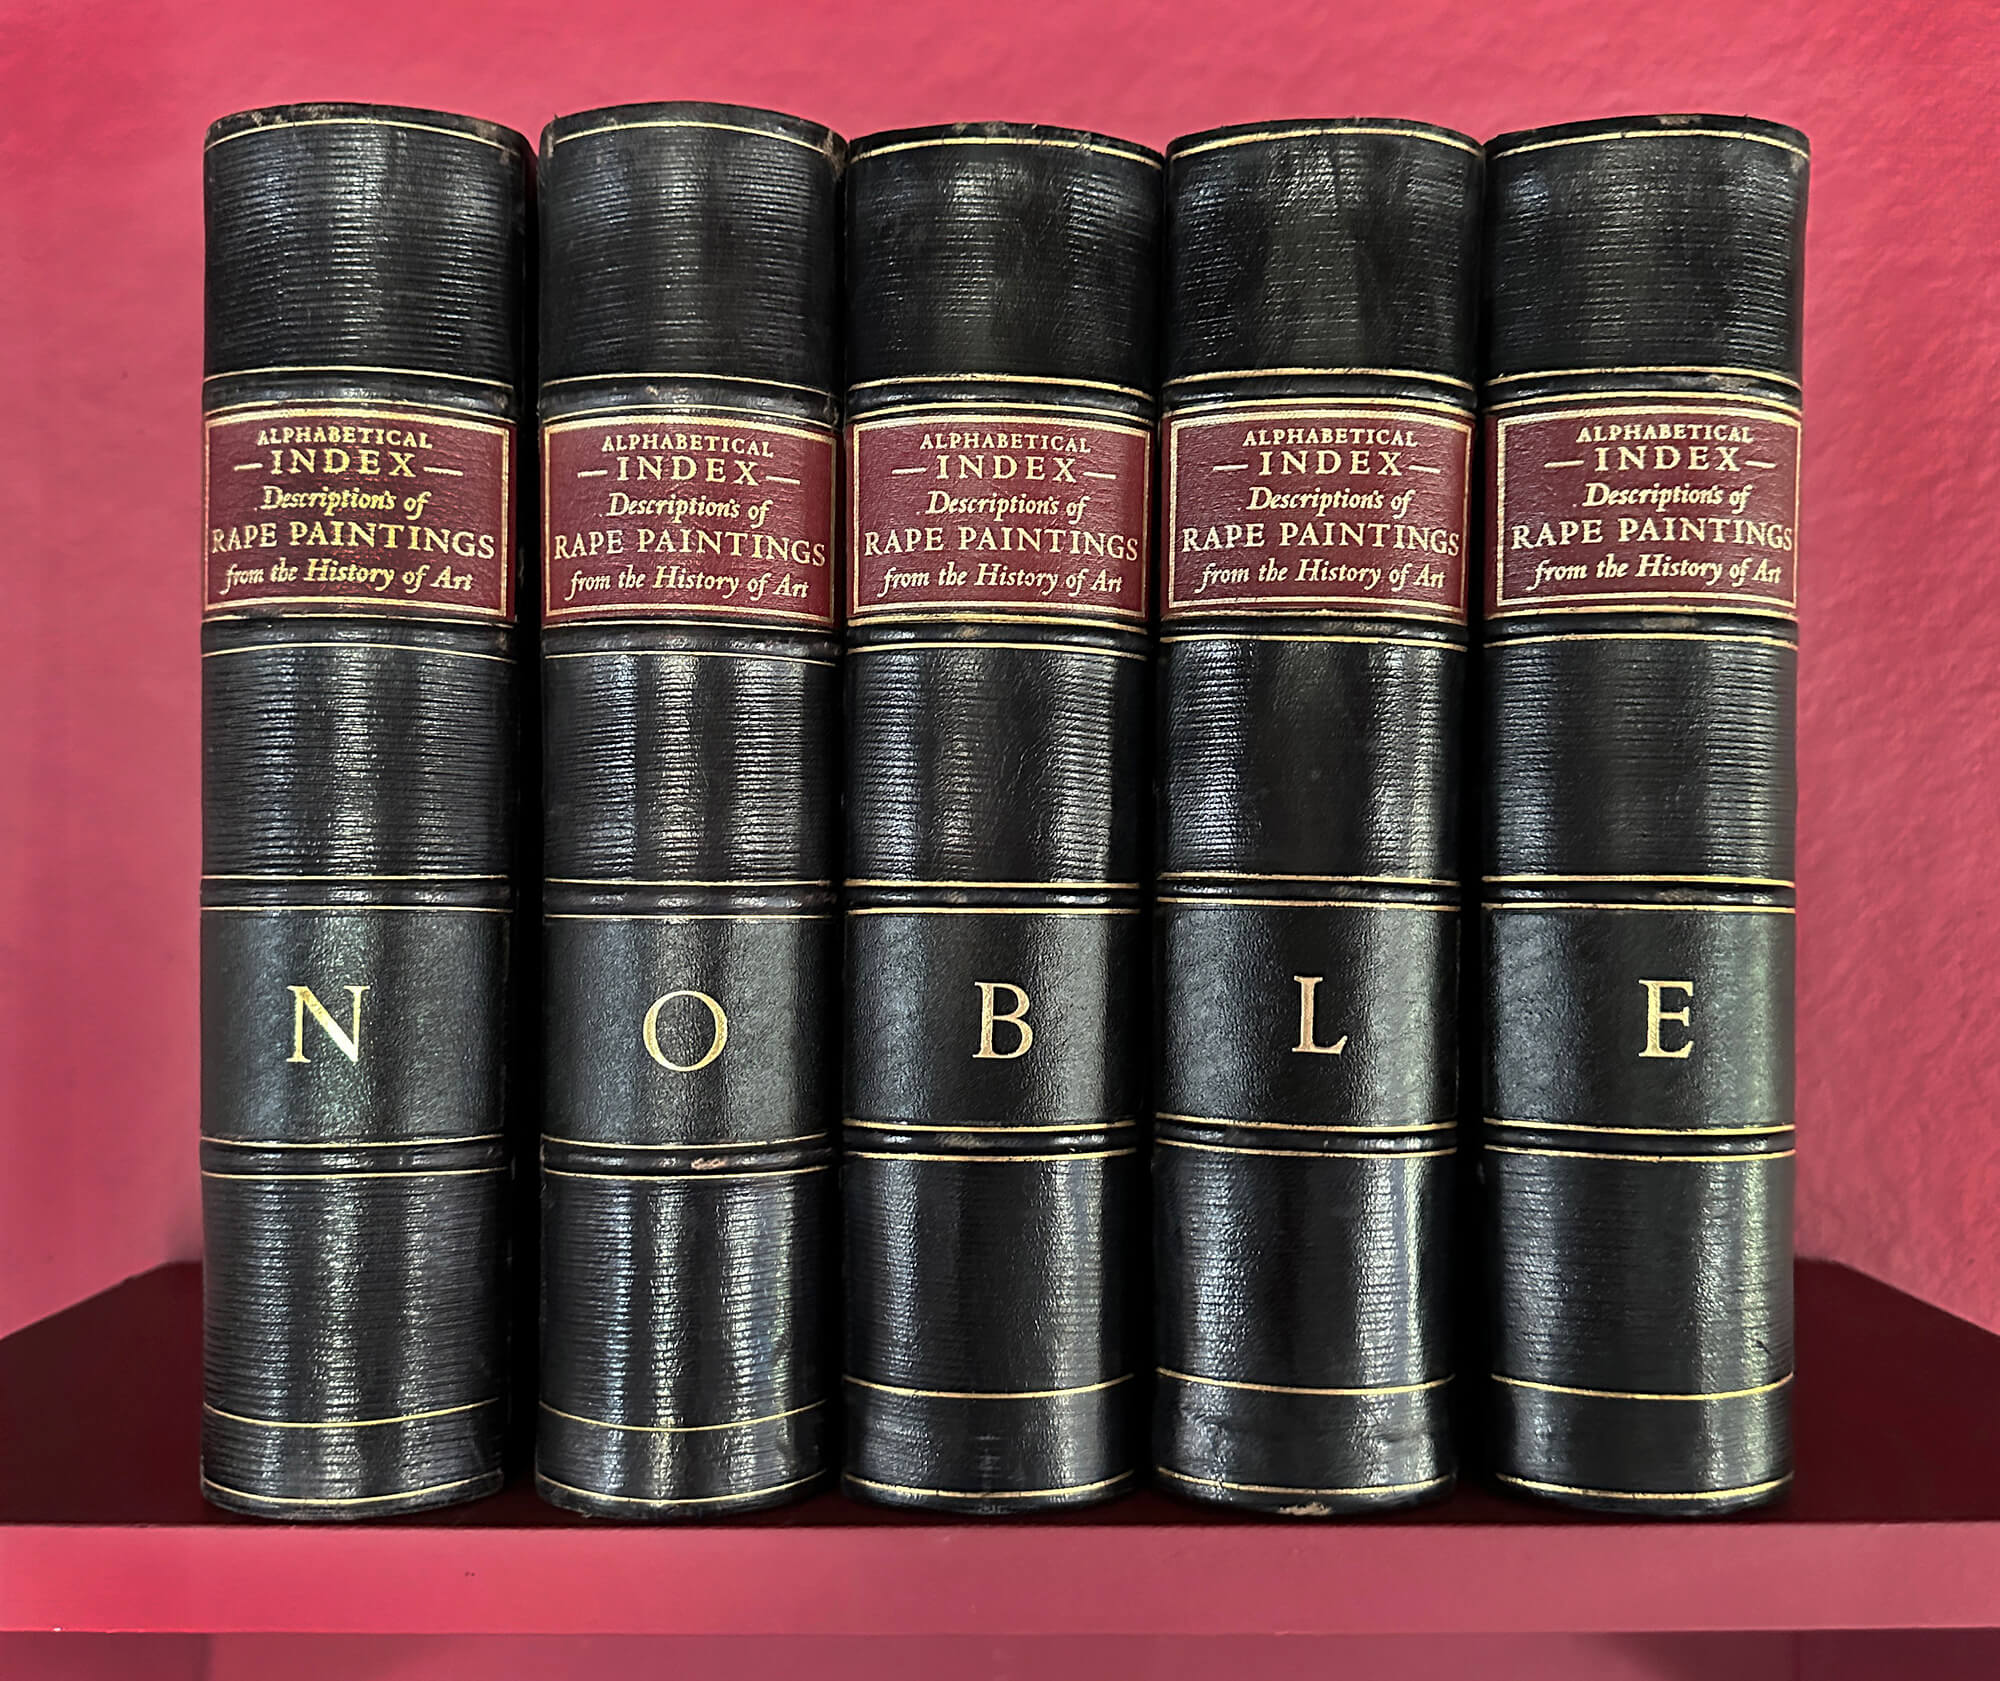 ALPHABETICAL
—INDEX—
Description's of
RAPE PAINTINGS
from the History of Art
N
ALPHABETICAL
—INDEX—
Description's of
RAPE PAINTINGS
from the History of Art
O
ALPHABETICAL
—INDEX—
Description's of
RAPE PAINTINGS
from the History of Art
B
ALPHABETICAL
—INDEX—
Description's of
RAPE PAINTINGS
from the History of Art
L
ALPHABETICAL
—INDEX—
Description's of
RAPE PAINTINGS
from the History of Art
E